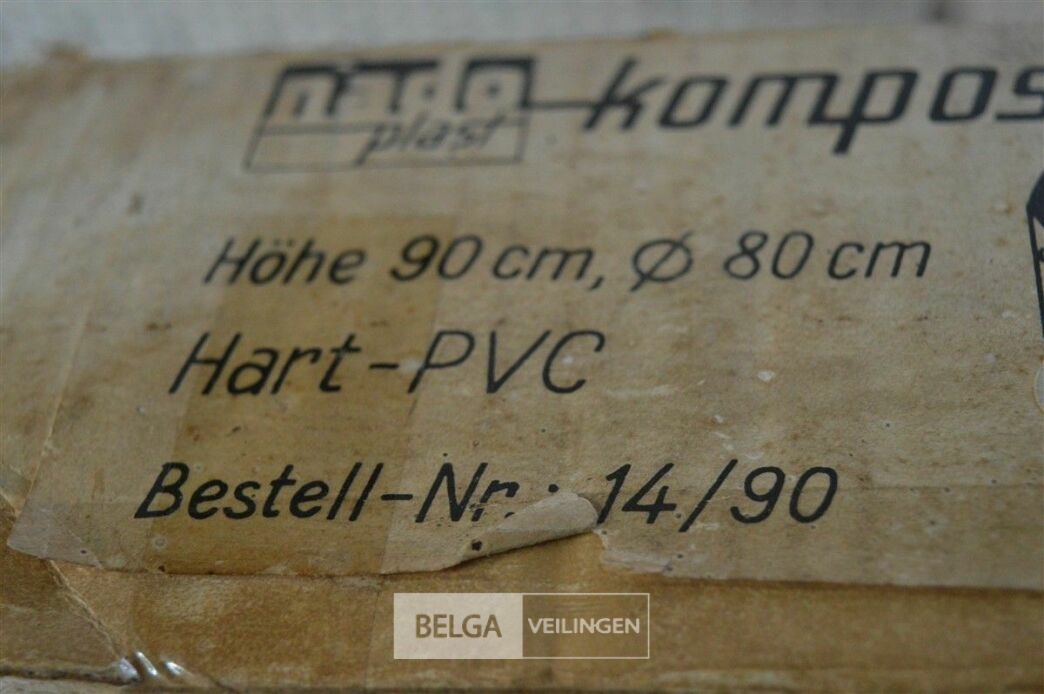 plast -kompos
Höhe 90 cm, Ø 80 cm
Hart-PVC
Bestell-Nr.: 14/90
BELGA VEILINGEN